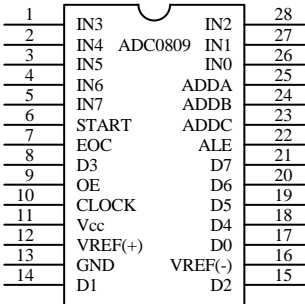 1 IN3 IN2 28
2 IN4 ADC0809 IN1 27
3 IN5 IN0 26
4 IN6 ADDA 25
5 IN7 ADDB 24
6 START ADDC 23
7 EOC ALE 22
8 D3 D7 21
9 OE D6 20
10 CLOCK D5 19
11 Vcc D4 18
12 VREF(+) D0 17
13 GND VREF(-) 16
14 D1 D2 15